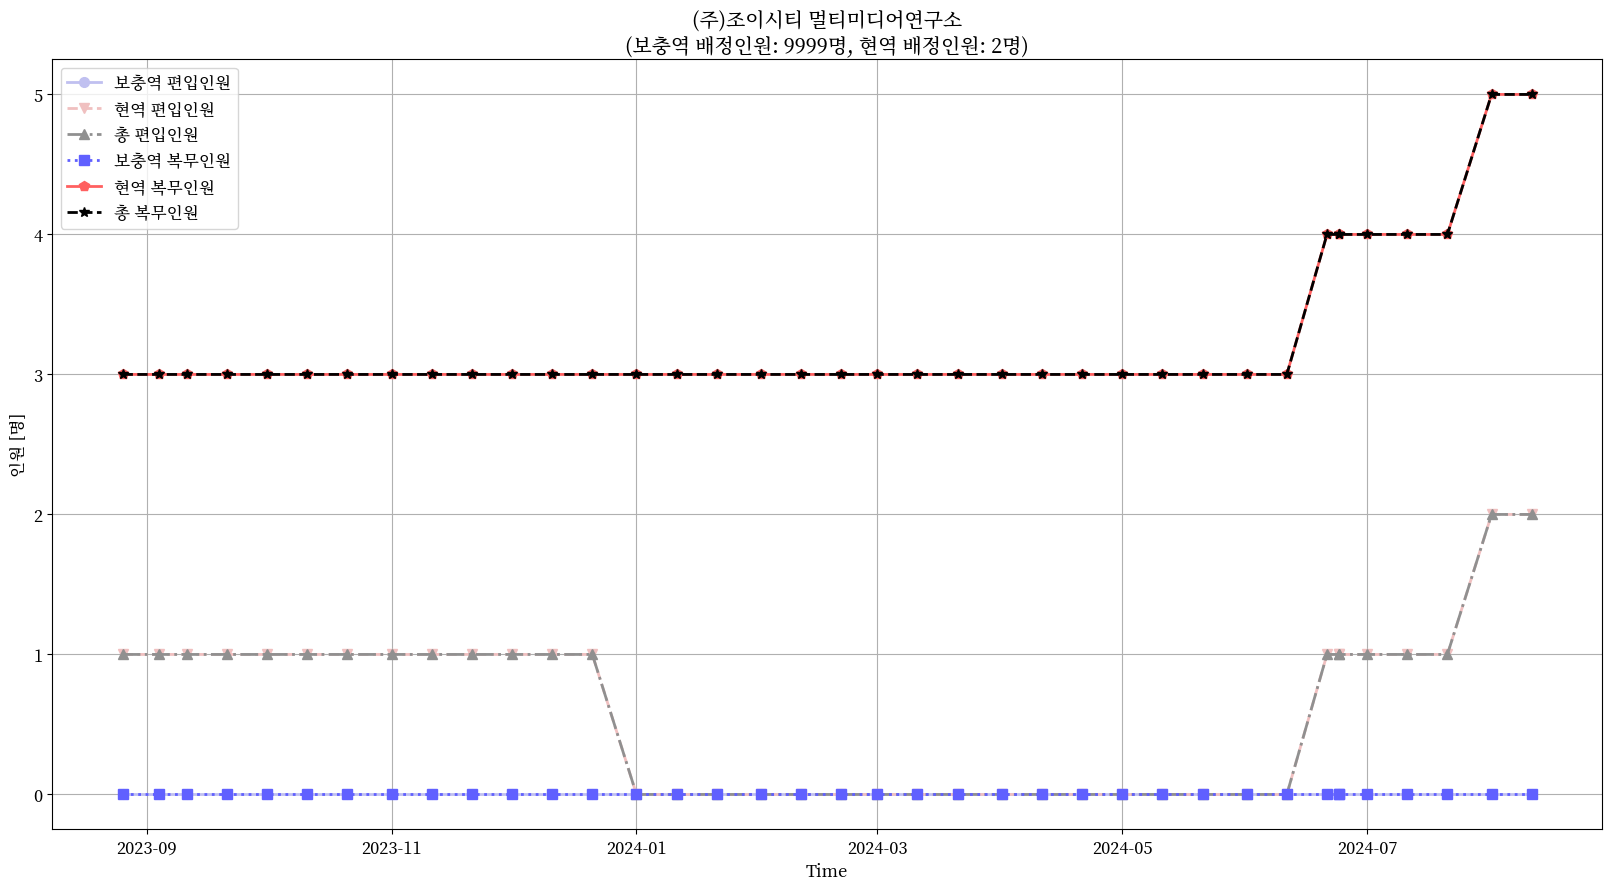 (주)조이시티 멀티미디어연구소
(보충역 배정인원: 9999명, 현역 배정인원: 2명)
보충역 편입인원
현역 편입인원
총 편입인원
보충역 복무인원
현역 복무인원
총 복무인원
5
4
3
2
1
0
인원 [명]
2023-09
2023-11
2024-01
2024-03
2024-05
2024-07
Time